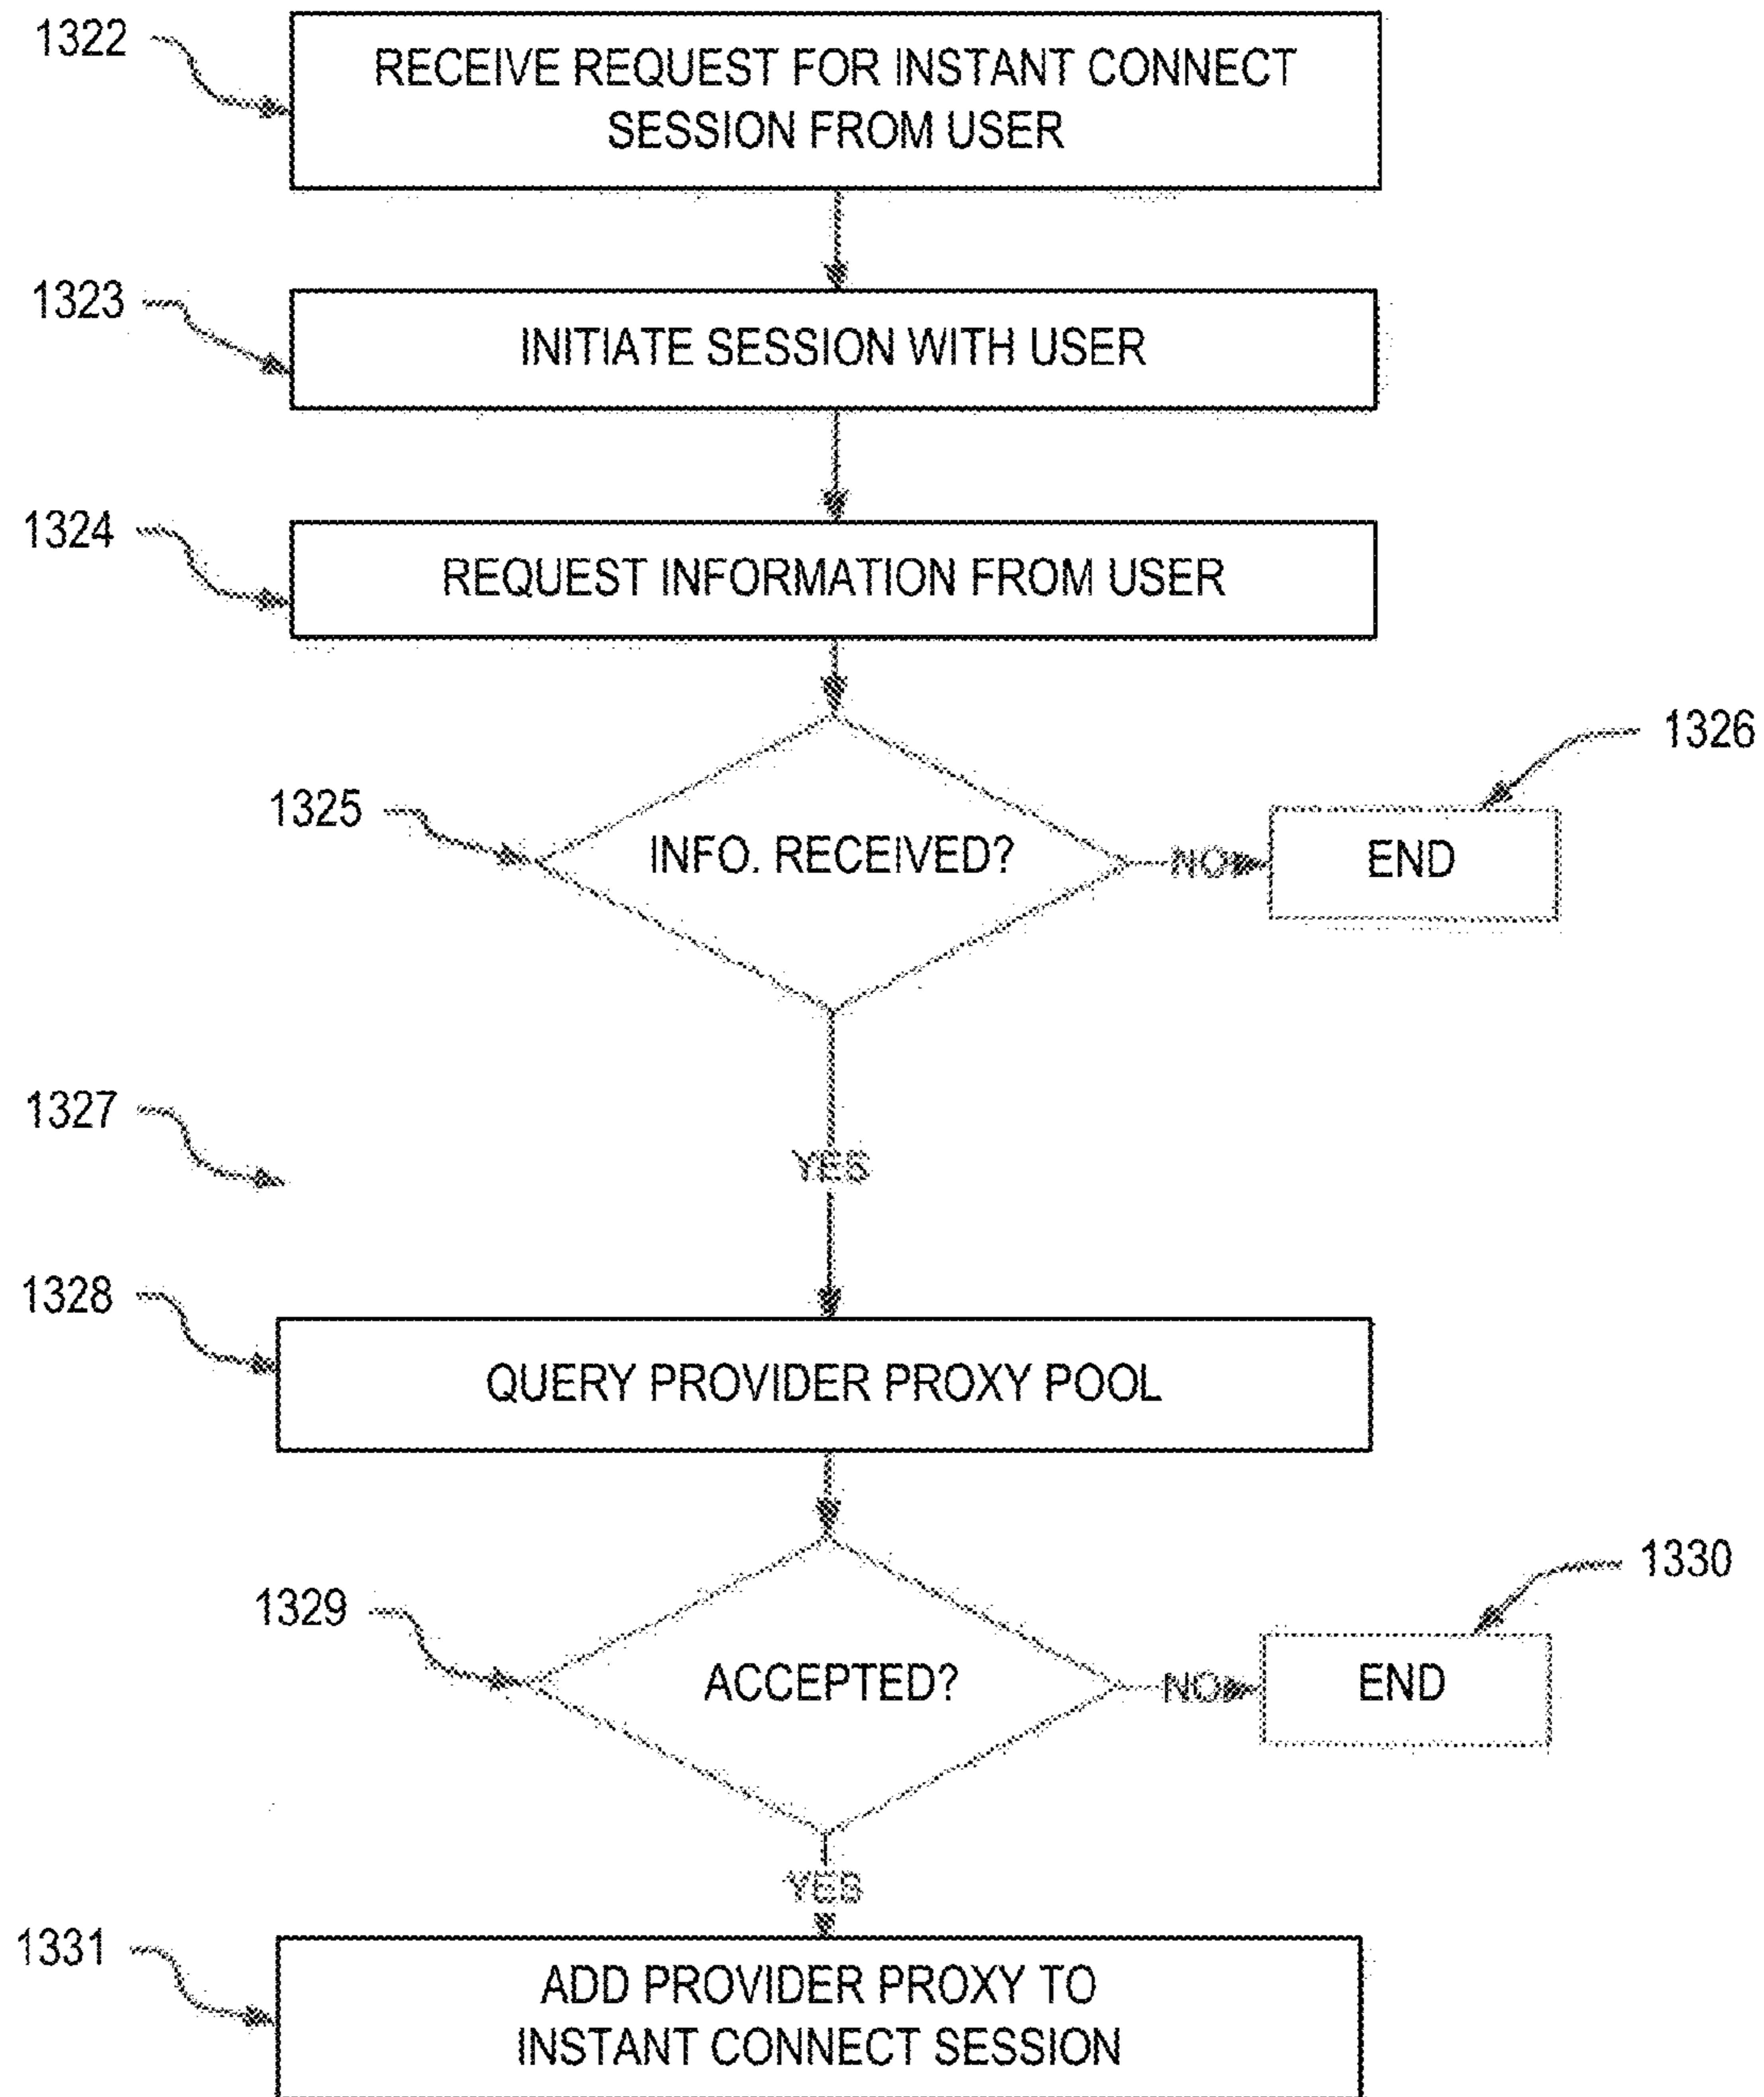 1322
RECEIVE REQUEST FOR INSTANT CONNECT
SESSION FROM USER
1323
INITIATE SESSION WITH USER
1324
REQUEST INFORMATION FROM USER
1325
INFO. RECEIVED?
NO
1326
END
YES
1327
1328
QUERY PROVIDER PROXY POOL
1329
ACCEPTED?
NO
1330
END
YES
1331
ADD PROVIDER PROXY TO
INSTANT CONNECT SESSION